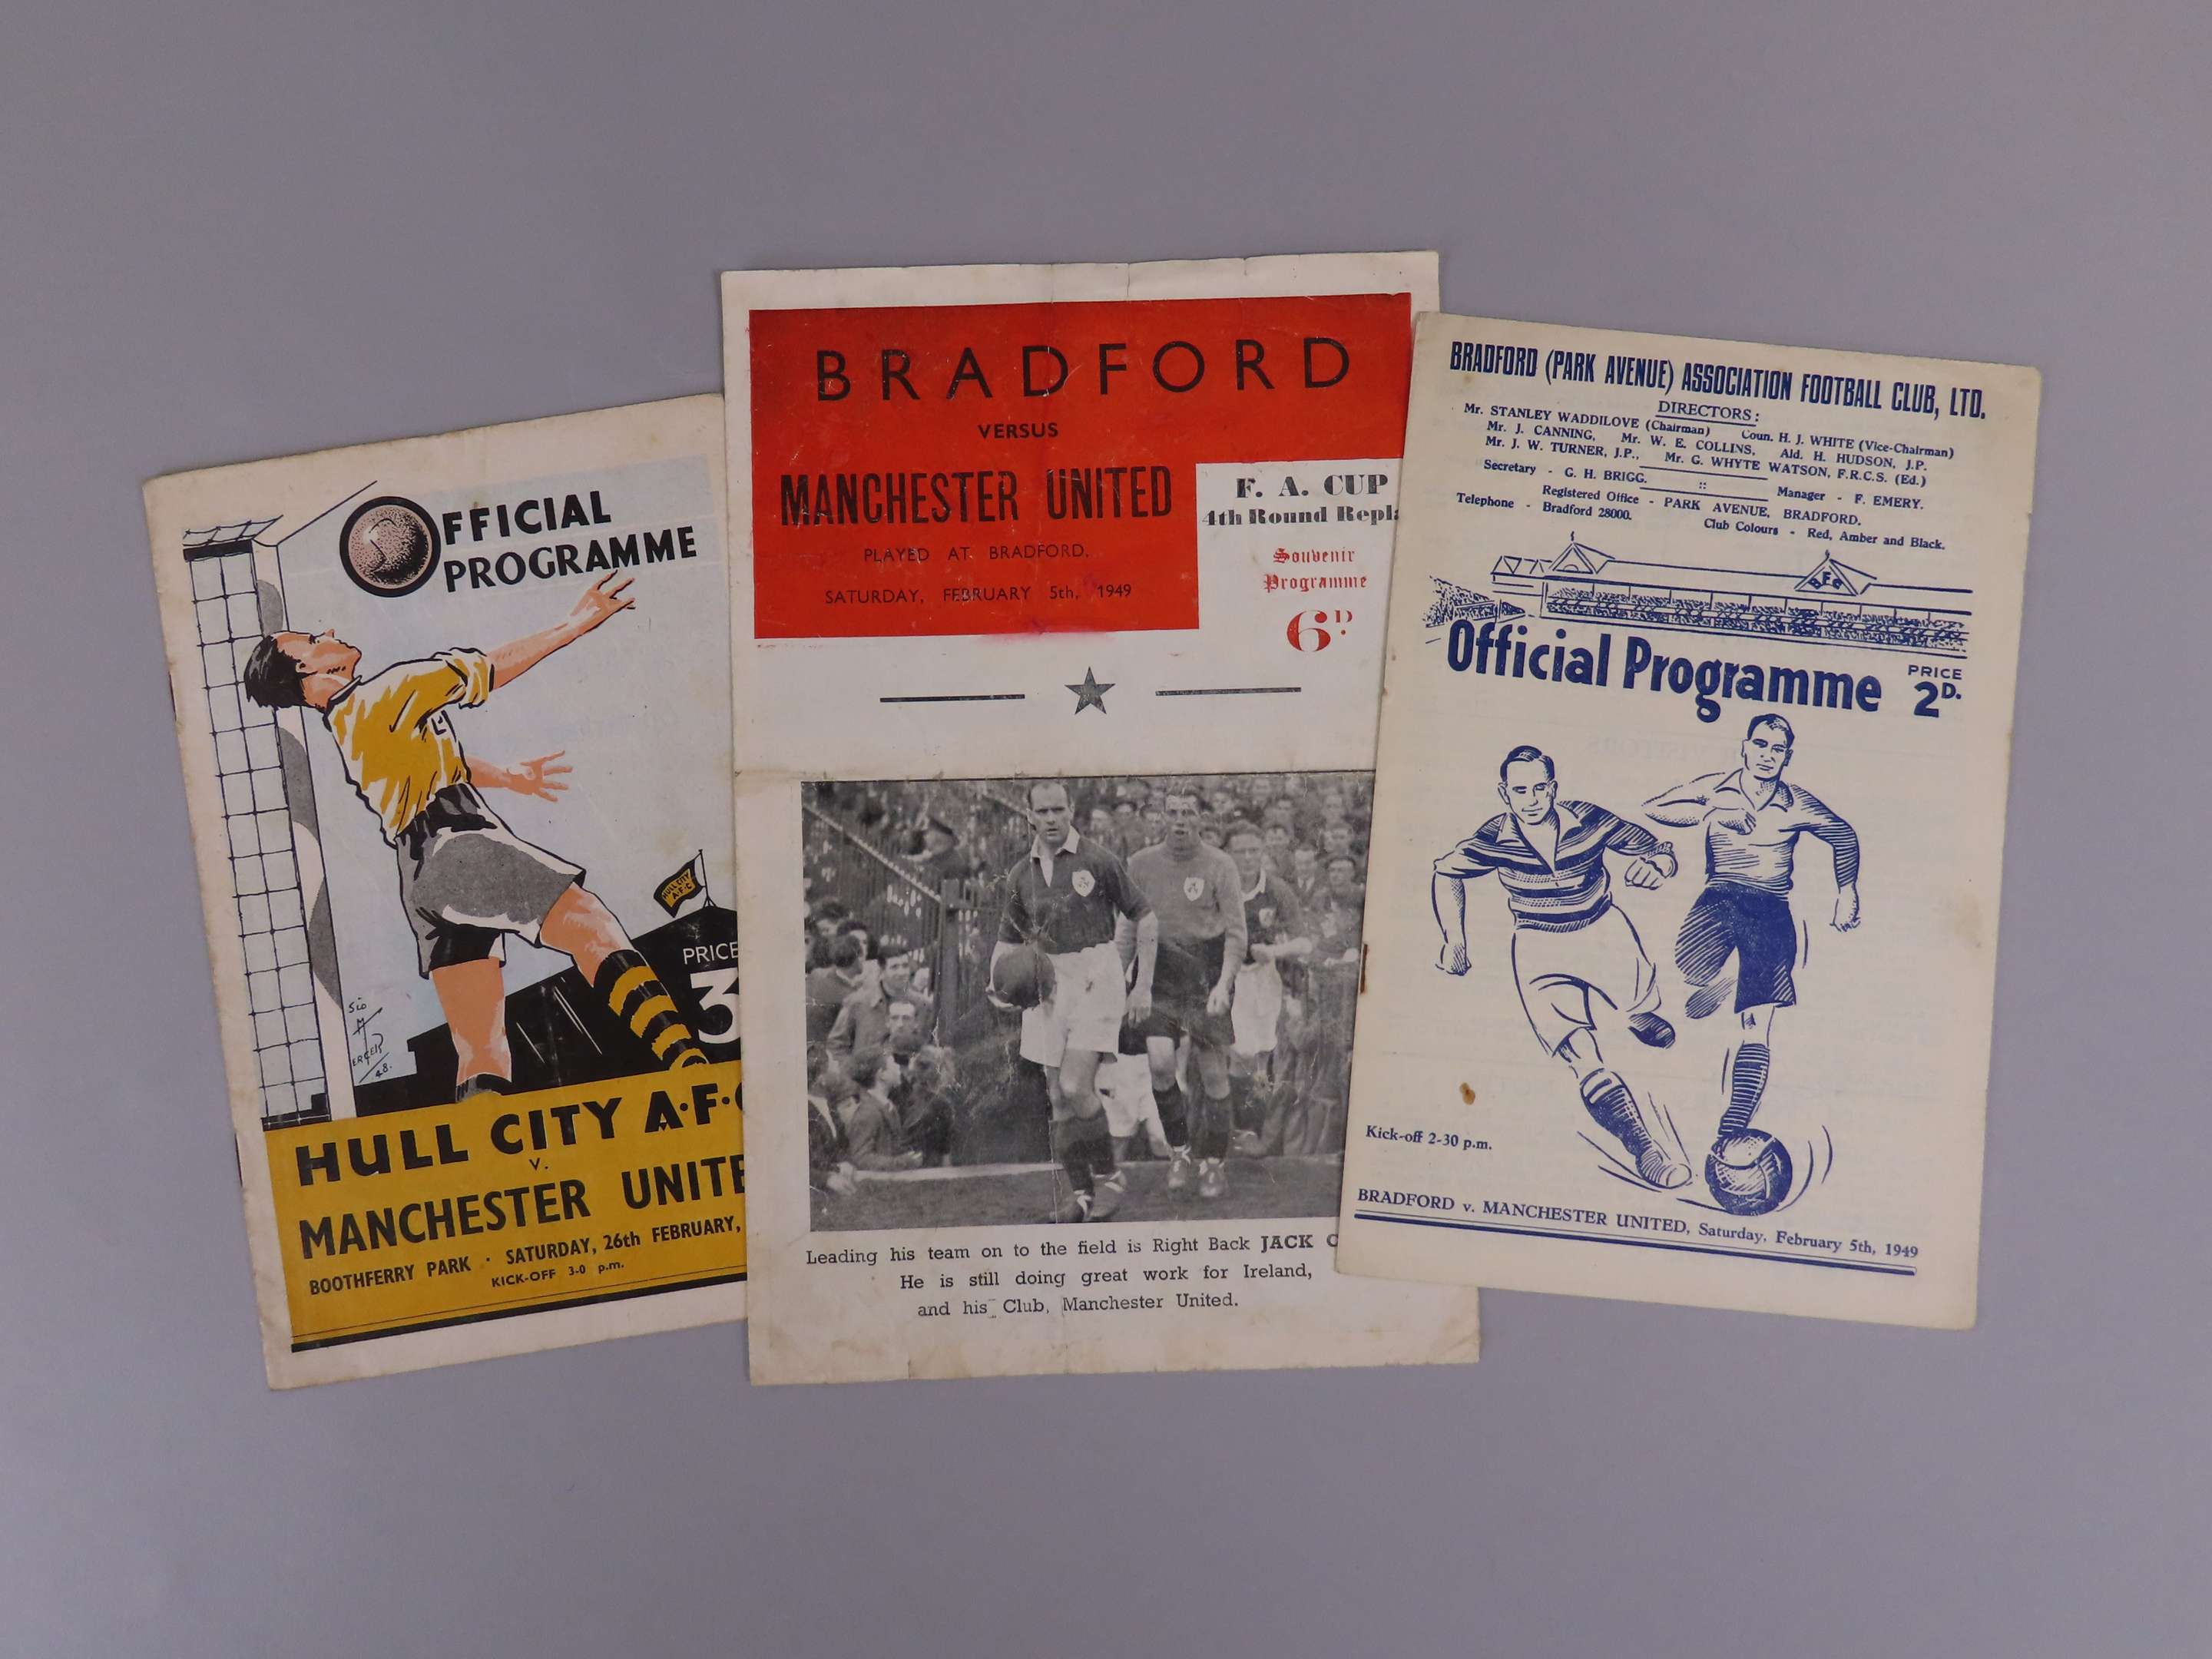 OFFICIAL
PROGRAMME
HULL CITY
A·F·C
PRICE
3
Sid
MERCER
/48.
HULL CITY A·F·C
V.
MANCHESTER UNITE
BOOTHFERRY PARK · SATURDAY, 26th FEBRUARY,
KICK-OFF 3-0 p.m.
BRADFORD
VERSUS
MANCHESTER UNITED
PLAYED AT BRADFORD.
SATURDAY, FEBRUARY 5th, 1949
F. A. CUP
4th Round Repla
Souvenir
Programme
6D.
Leading his team on to the field is Right Back JACK C
He is still doing great work for Ireland,
and his Club, Manchester United.
BRADFORD (PARK AVENUE) ASSOCIATION FOOTBALL CLUB, LTD.
DIRECTORS:
Mr. STANLEY WADDILOVE (Chairman) Coun. H. J. WHITE (Vice-Chairman)
Mr. J. CANNING, Mr. W. E. COLLINS, Ald. H. HUDSON, J.P.
Mr. J. W. TURNER, J.P., Mr. G. WHYTE WATSON, F.R.C.S. (Ed.)
Secretary - G. H. BRIGG. :: Manager - F. EMERY.
Registered Office - PARK AVENUE, BRADFORD.
Telephone - Bradford 28000. Club Colours - Red, Amber and Black.
B F C
Official Programme PRICE 2D.
Kick-off 2-30 p.m.
BRADFORD v. MANCHESTER UNITED, Saturday, February 5th, 1949